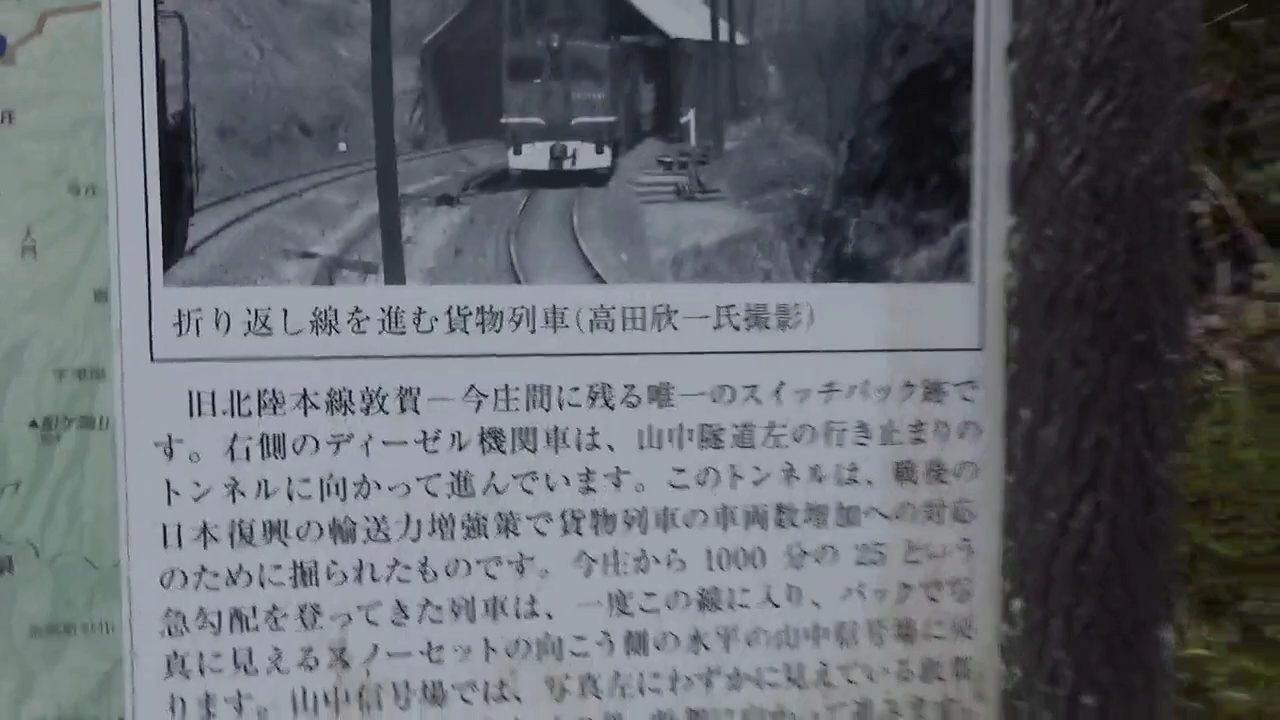 折り返し線を進む貨物列車(高田欣一氏撮影)
旧北陸本線敦賀－今庄間に残る唯一のスイッチバック跡で
す。右側のディーゼル機関車は、山中隧道左の行き止まりの
トンネルに向かって進んでいます。このトンネルは、戦後の
日本復興の輸送力増強策で貨物列車の車両数増加への対応
のために掘られたものです。今庄から 1000 分の 25 という
急勾配を登ってきた列車は、一度この線に入り、バックで写
真に見えるスノーセットの向こう側の水平の山中信号場に
ります。山中信号場では、写真左にわずかに見えている